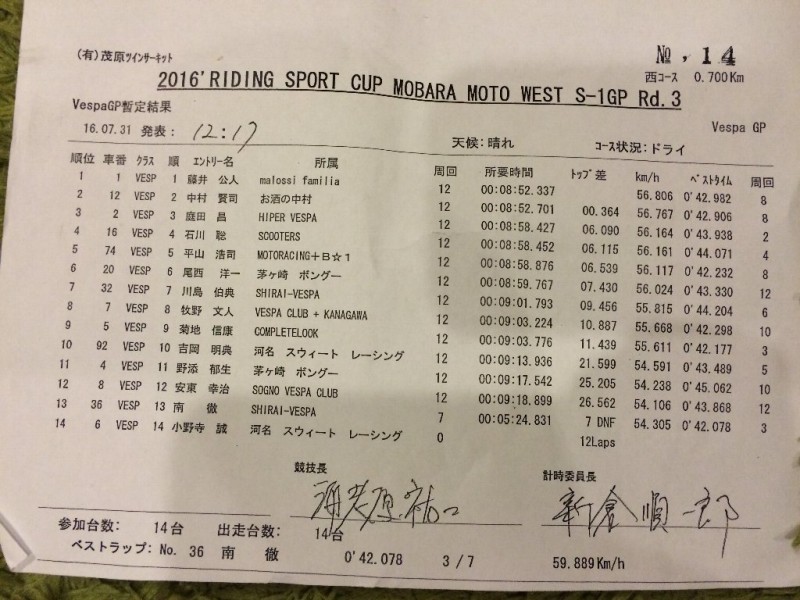 (有)茂原ツインサーキット
№ , 14
西コース 0.700Km
2016'RIDING SPORT CUP MOBARA MOTO WEST S-1GP Rd.3
VespaGP暫定結果
Vespa GP
16.07.31 発表： 12:17 天候：晴れ コース状況：ドライ
順位 車番 クラス 順 エントリー名 所属 周回 所要時間 トップ差 km/h ベストタイム 周回
1 1 VESP 1 藤井 公人 malossi familia 12 00:08:52.337 56.806 0'42.982 8
2 12 VESP 2 中村 賢司 お酒の中村 12 00:08:52.701 00.364 56.767 0'42.906 8
3 2 VESP 3 庭田 昌 HIPER VESPA 12 00:08:58.427 06.090 56.164 0'43.938 2
4 16 VESP 4 石川 聡 SCOOTERS 12 00:08:58.452 06.115 56.161 0'44.071 4
5 74 VESP 5 平山 浩司 MOTORACING＋B☆1 12 00:08:58.876 06.539 56.117 0'42.232 8
6 20 VESP 6 尾西 洋一 茅ヶ崎 ボングー 12 00:08:59.767 07.430 56.024 0'43.330 12
7 32 VESP 7 川島 伯典 SHIRAI-VESPA 12 00:09:01.793 09.456 55.815 0'44.204 6
8 7 VESP 8 牧野 文人 VESPA CLUB + KANAGAWA 12 00:09:03.224 10.887 55.668 0'42.298 10
9 5 VESP 9 菊地 信康 COMPLETELOOK 12 00:09:03.776 11.439 55.611 0'42.177 3
10 92 VESP 10 吉岡 明典 河名 スウィート レーシング 12 00:09:13.936 21.599 54.591 0'43.489 5
11 4 VESP 11 野添 郁生 茅ヶ崎 ボングー 12 00:09:17.542 25.205 54.238 0'45.062 10
12 8 VESP 12 安東 幸治 SOGNO VESPA CLUB 12 00:09:18.899 26.562 54.106 0'43.868 12
13 36 VESP 13 南 徹 SHIRAI-VESPA 7 00:05:24.831 7 DNF 54.305 0'42.078 3
14 6 VESP 14 小野寺 誠 河名 スウィート レーシング 0 12Laps
競技長 計時委員長
新倉順一郎
参加台数： 14台 出走台数： 14台
ベストラップ：No. 36 南 徹 0'42.078 3 / 7 59.889Km/h